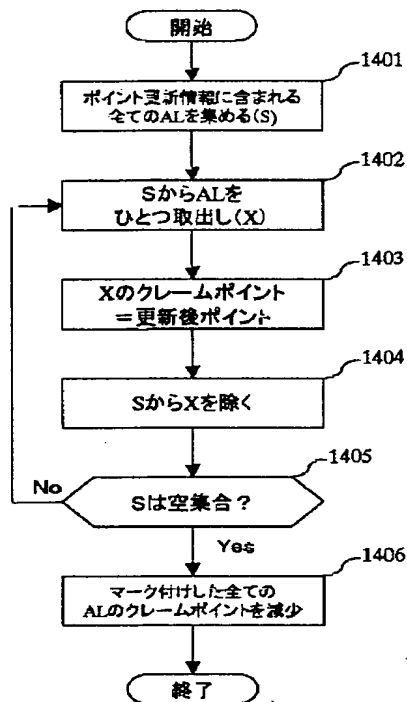 開始
1401
ポイント更新情報に含まれる
全てのALを集める(S)
1402
SからALを
ひとつ取出し(X)
1403
Xのクレームポイント
＝更新後ポイント
1404
SからXを除く
1405
Sは空集合？
No
Yes
1406
マーク付けした全ての
ALのクレームポイントを減少
終了